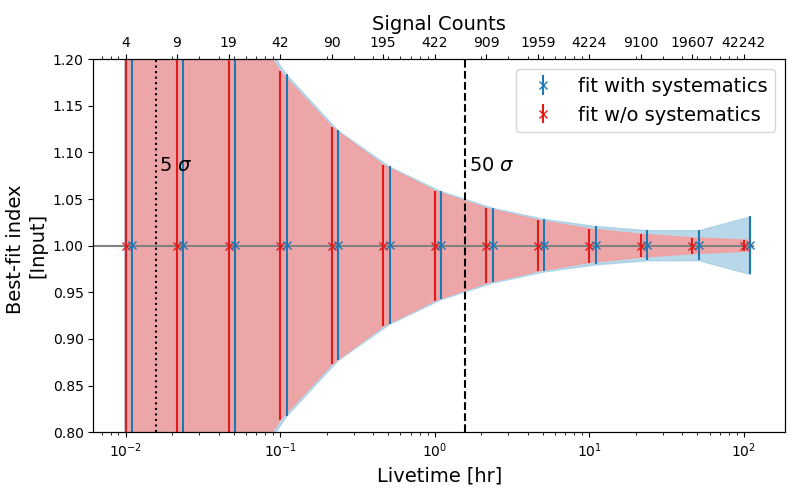 Signal Counts
4 9 19 42 90 195 422 909 1959 4224 9100 19607 42242
1.20
1.15
1.10
1.05
1.00
0.95
0.90
0.85
0.80
Best-fit index
[Input]
fit with systematics
fit w/o systematics
5 σ
50 σ
10⁻² 10⁻¹ 10⁰ 10¹ 10²
Livetime [hr]